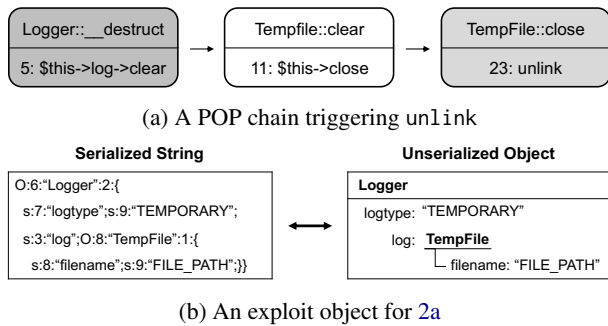 Logger::__destruct
5: $this->log->clear
Tempfile::clear
11: $this->close
TempFile::close
23: unlink
(a) A POP chain triggering unlink
Serialized String
O:6:“Logger”:2:{
s:7:“logtype”;s:9:“TEMPORARY”;
s:3:“log”;O:8:“TempFile”:1:{
s:8:“filename”;s:9:“FILE_PATH”;}}
Unserialized Object
Logger
logtype: “TEMPORARY”
log: TempFile
filename: “FILE_PATH”
(b) An exploit object for 2a